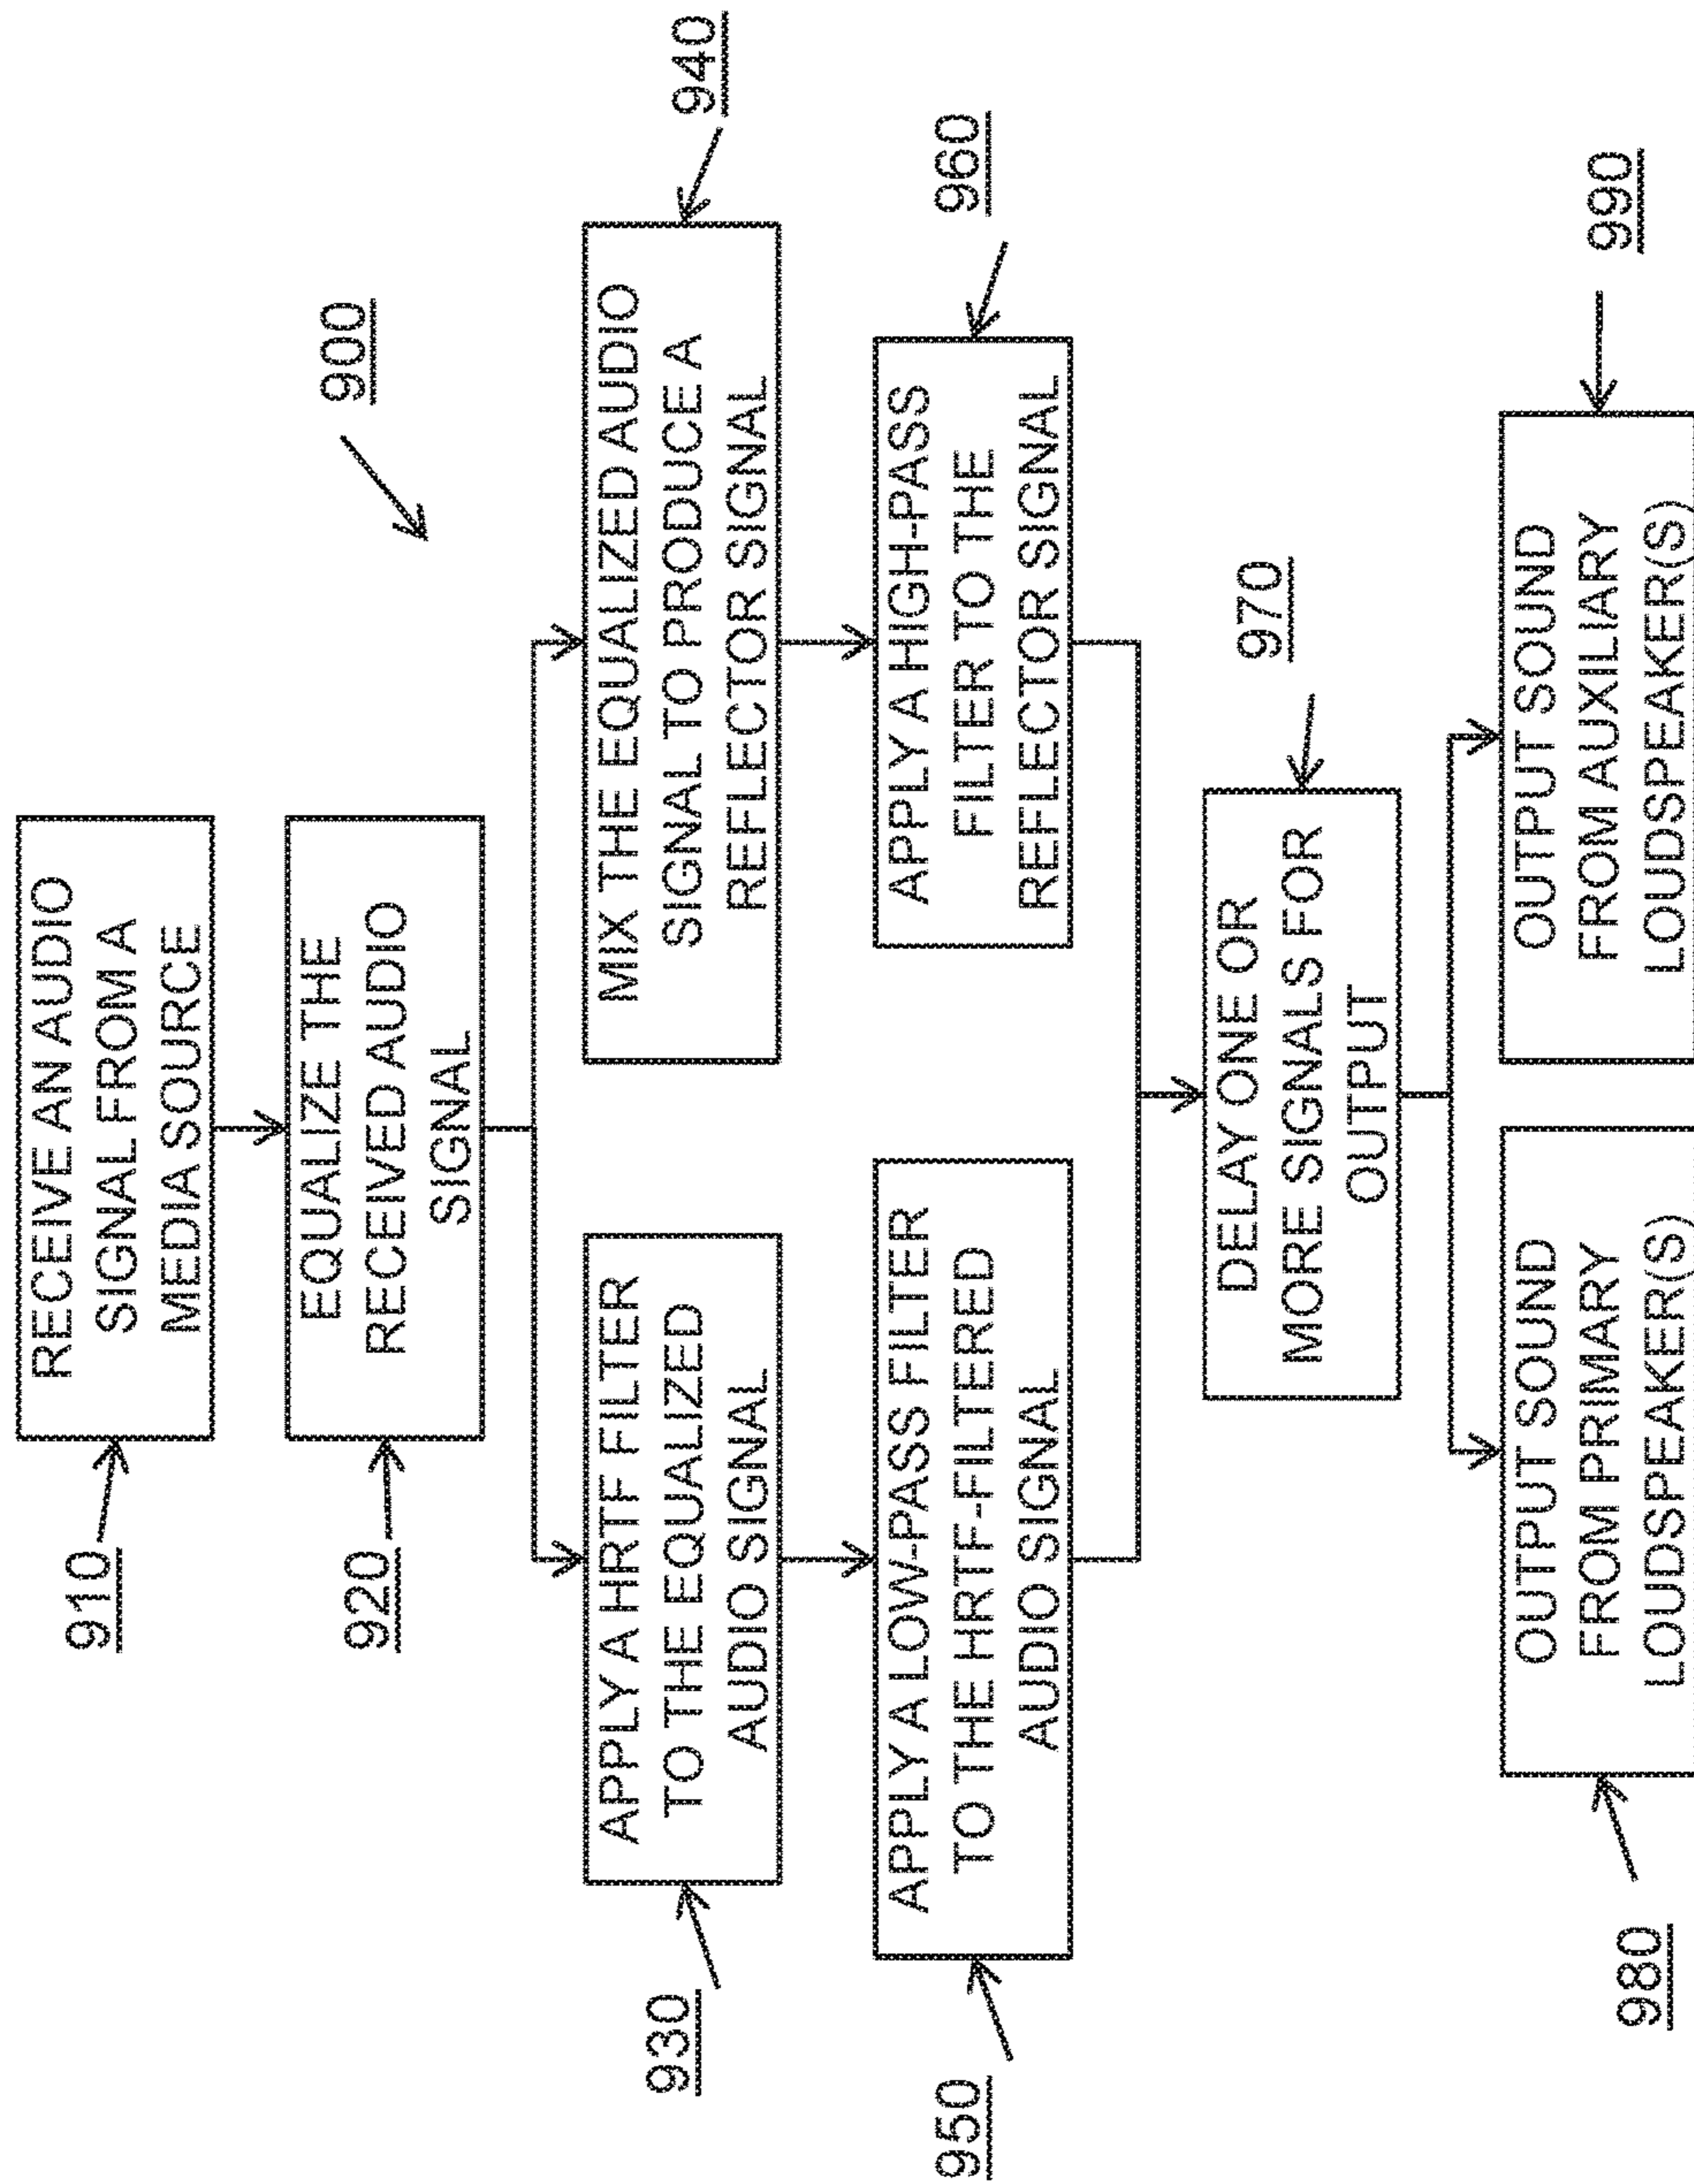 900
910
RECEIVE AN AUDIO
SIGNAL FROM A
MEDIA SOURCE
920
EQUALIZE THE
RECEIVED AUDIO
SIGNAL
930
APPLY A HRTF FILTER
TO THE EQUALIZED
AUDIO SIGNAL
MIX THE EQUALIZED AUDIO
SIGNAL TO PRODUCE A
REFLECTOR SIGNAL
940
950
APPLY A LOW-PASS FILTER
TO THE HRTF-FILTERED
AUDIO SIGNAL
APPLY A HIGH-PASS
FILTER TO THE
REFLECTOR SIGNAL
960
DELAY ONE OR
MORE SIGNALS FOR
OUTPUT
970
980
OUTPUT SOUND
FROM PRIMARY
LOUDSPEAKER(S)
OUTPUT SOUND
FROM AUXILIARY
LOUDSPEAKER(S)
990